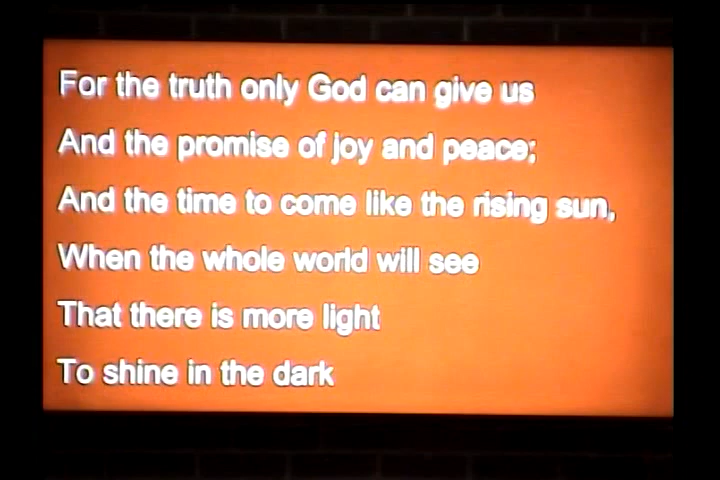 For the truth only God can give us
And the promise of joy and peace;
And the time to come like the rising sun,
When the whole world will see
That there is more light
To shine in the dark